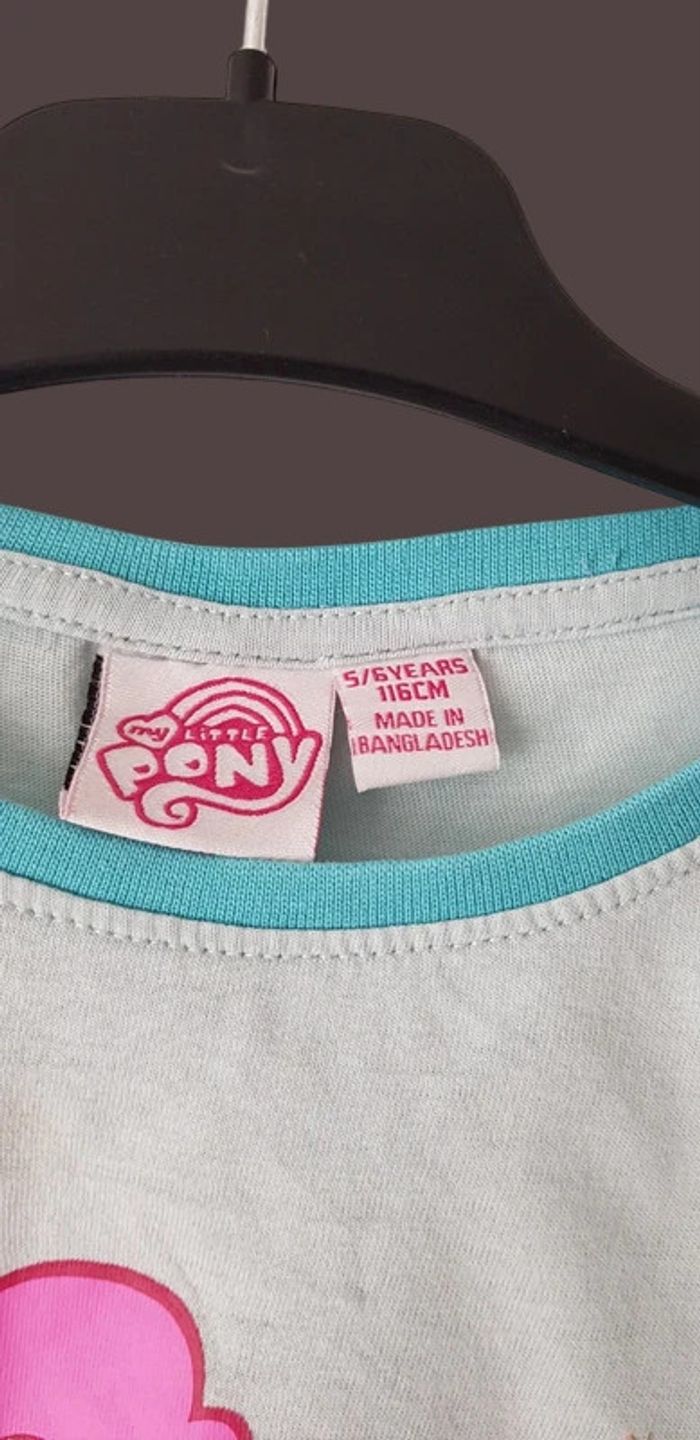 my LITTLE
PONY
5/6YEARS
116CM
MADE IN
BANGLADESH